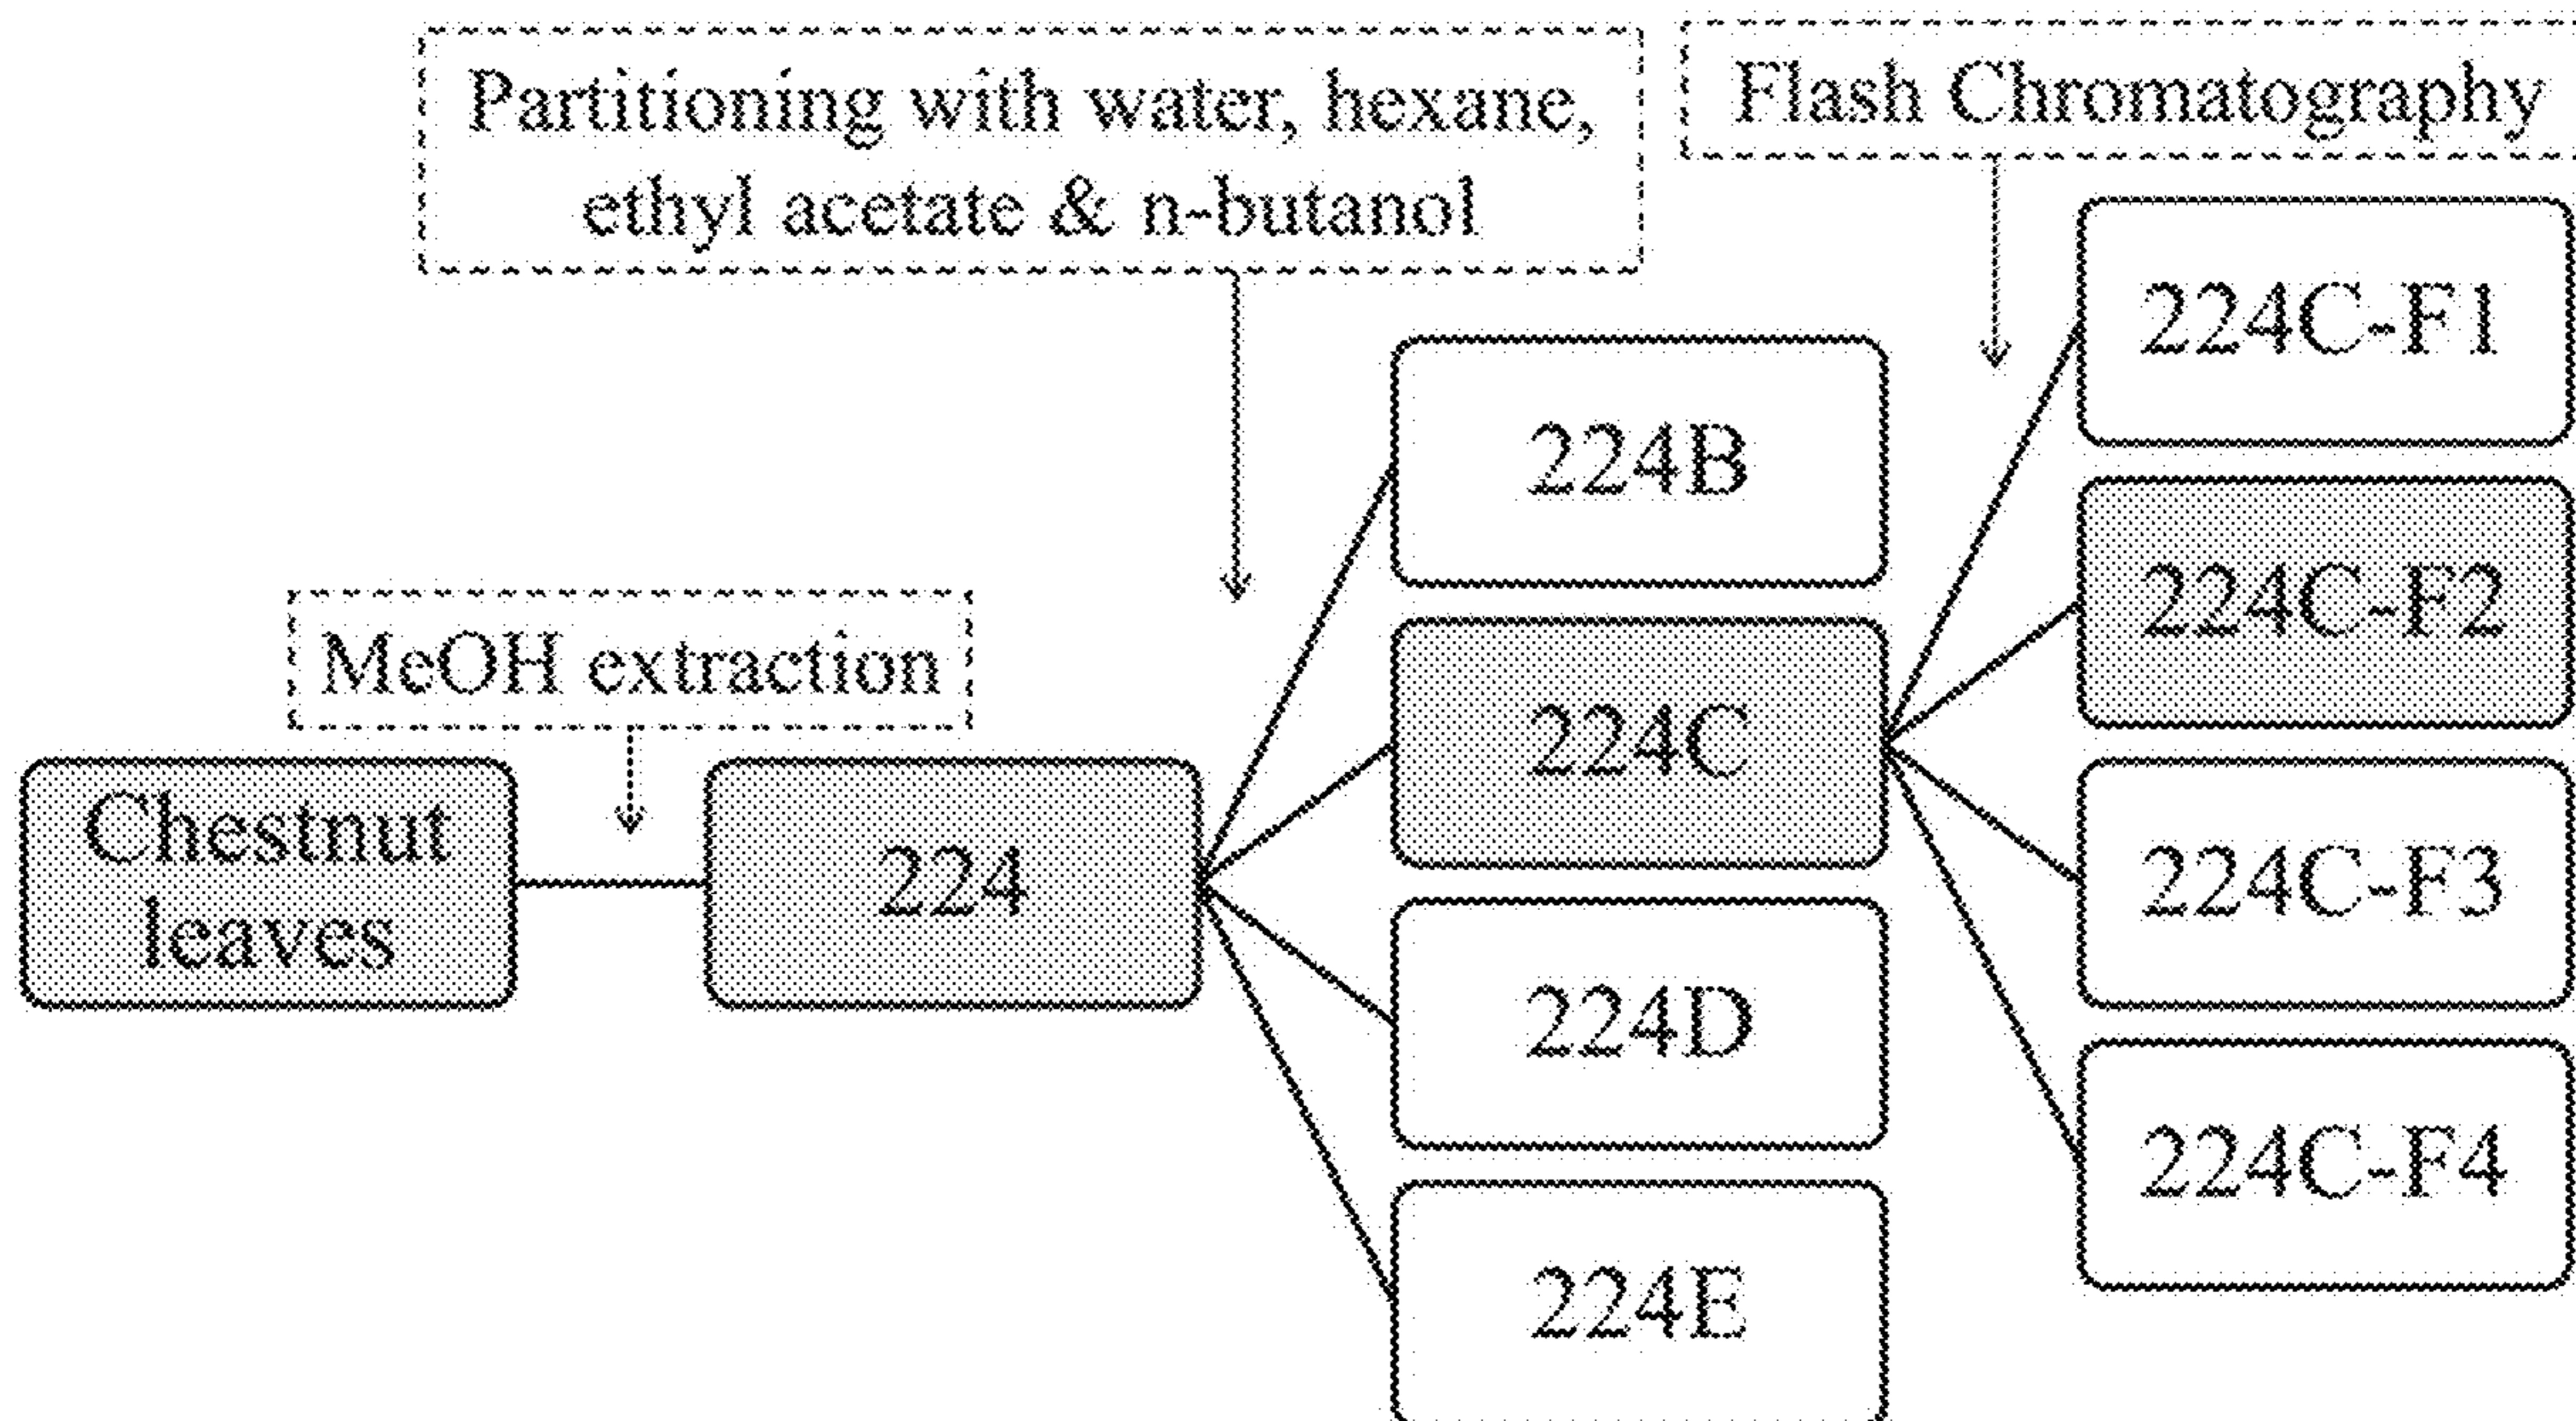 Partitioning with water, hexane,
ethyl acetate & n-butanol
Flash Chromatography
MeOH extraction
Chestnut
leaves
224
224B
224C
224D
224E
224C-F1
224C-F2
224C-F3
224C-F4